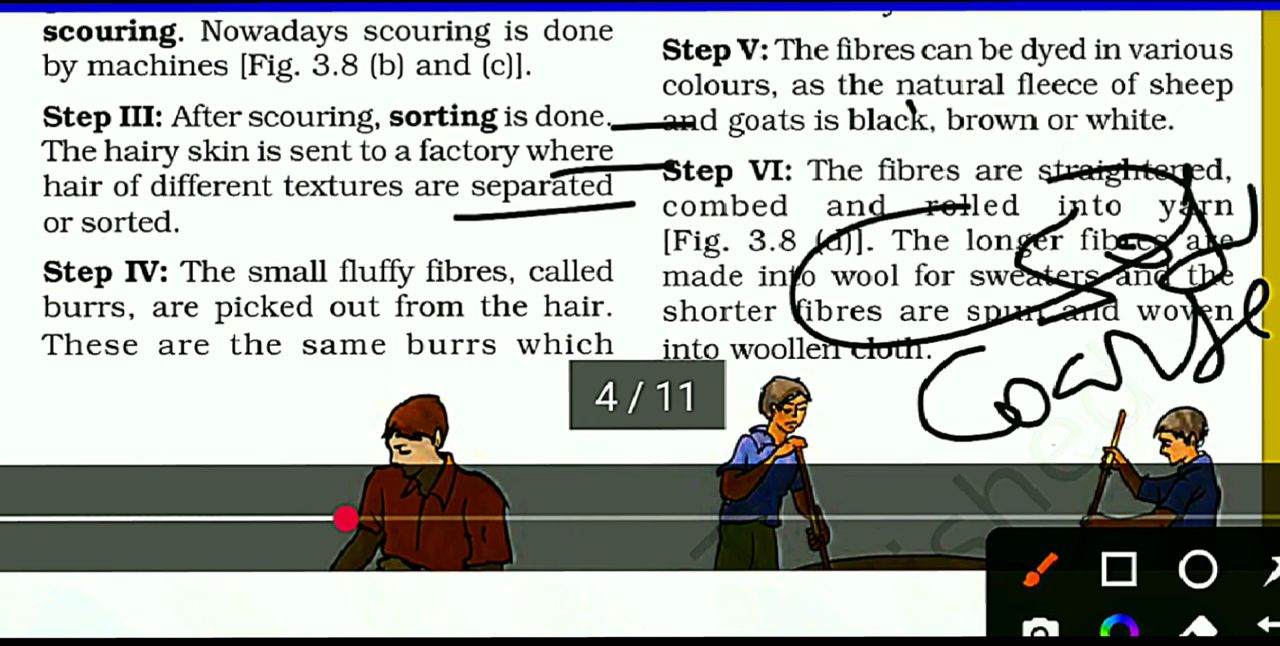 scouring. Nowadays scouring is done
by machines [Fig. 3.8 (b) and (c)].
Step III: After scouring, sorting is done.
The hairy skin is sent to a factory where
hair of different textures are separated
or sorted.
Step IV: The small fluffy fibres, called
burrs, are picked out from the hair.
These are the same burrs which
Step V: The fibres can be dyed in various
colours, as the natural fleece of sheep
and goats is black, brown or white.
Step VI: The fibres are straightened,
combed and rolled into yarn
[Fig. 3.8 (d)]. The longer fibres are
made into wool for sweaters and the
shorter fibres are spun and woven
into woollen cloth.
Coarse
4 / 11